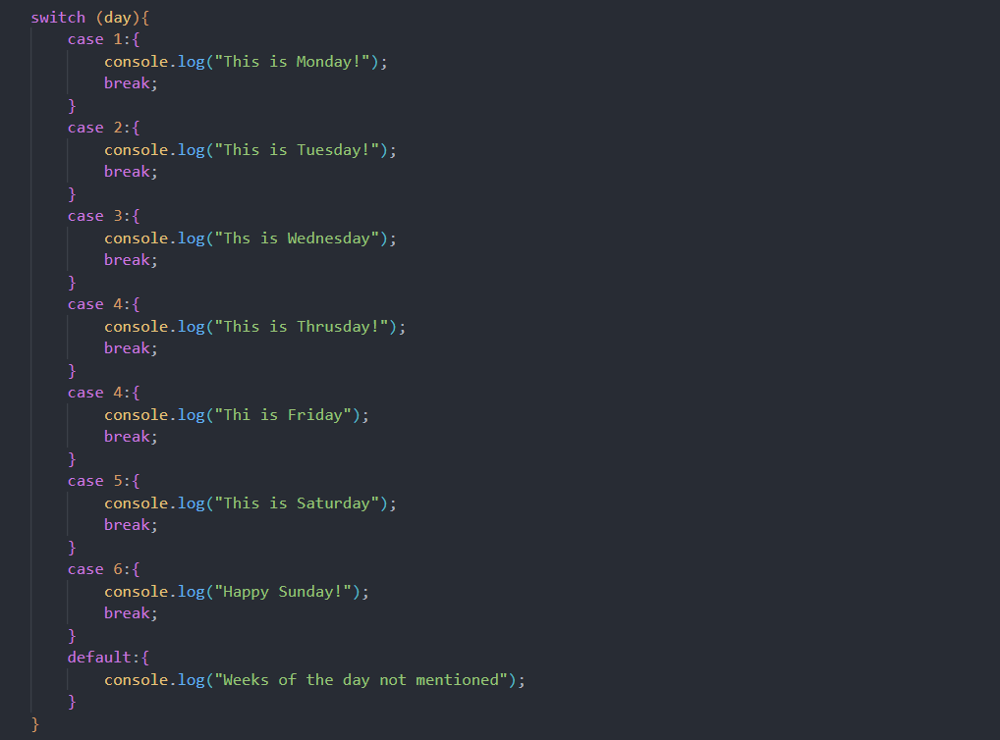 switch (day){
    case 1:{
        console.log("This is Monday!");
        break;
    }
    case 2:{
        console.log("This is Tuesday!");
        break;
    }
    case 3:{
        console.log("Ths is Wednesday");
        break;
    }
    case 4:{
        console.log("This is Thrusday!");
        break;
    }
    case 4:{
        console.log("Thi is Friday");
        break;
    }
    case 5:{
        console.log("This is Saturday");
        break;
    }
    case 6:{
        console.log("Happy Sunday!");
        break;
    }
    default:{
        console.log("Weeks of the day not mentioned");
    }
}